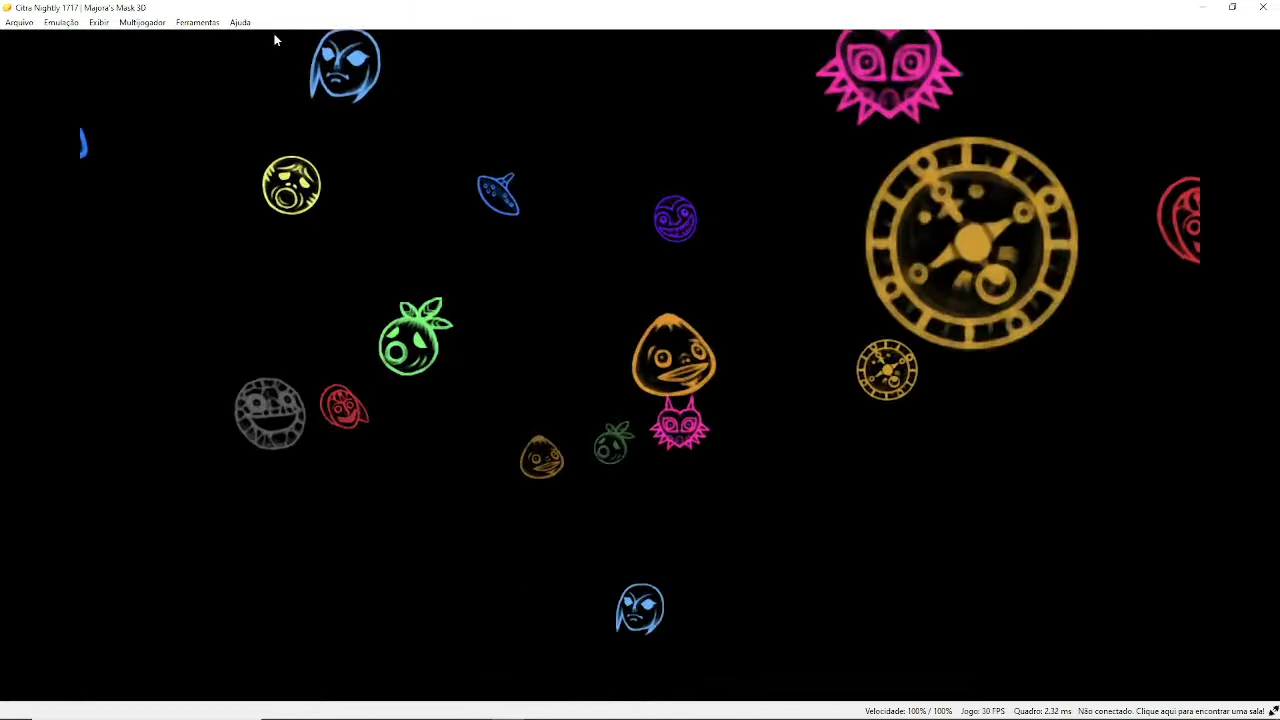 Citra Nightly 1717 | Majora's Mask 3D
Arquivo Emulação Exibir Multijogador Ferramentas Ajuda
Velocidade: 100% / 100% Jogo: 30 FPS Quadro: 2.32 ms Não conectado. Clique aqui para encontrar uma sala!